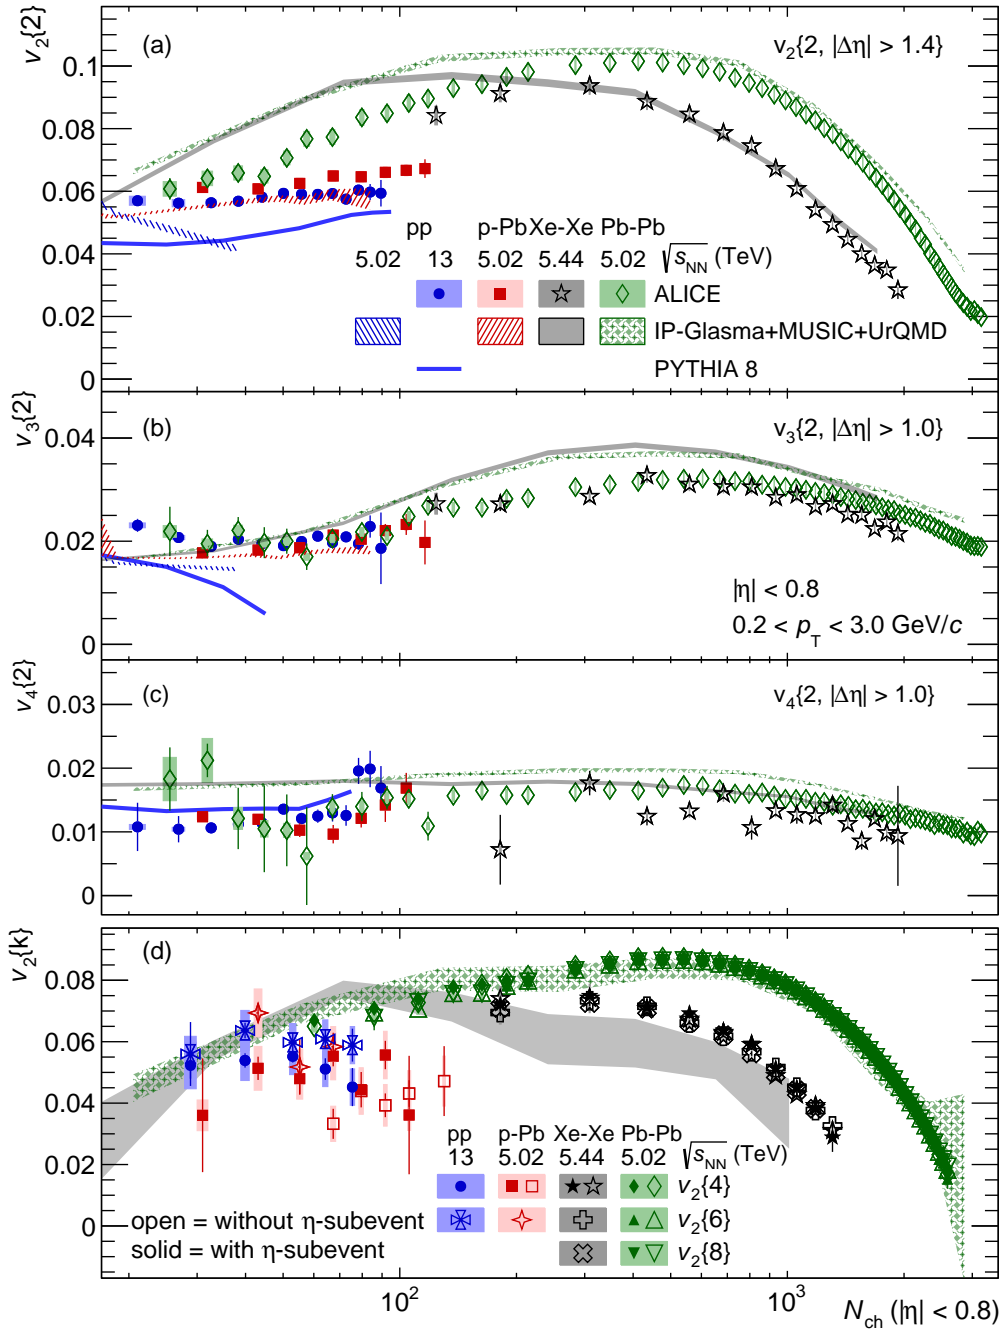 v2{2}
(a)
v2{2, |Δη| > 1.4}
0.1
0.08
0.06
0.04
0.02
0
pp p-Pb Xe-Xe Pb-Pb
5.02 13 5.02 5.44 5.02 √sNN (TeV)
ALICE
IP-Glasma+MUSIC+UrQMD
PYTHIA 8
v3{2}
(b)
v3{2, |Δη| > 1.0}
0.04
0.02
0
|η| < 0.8
0.2 < pT < 3.0 GeV/c
v4{2}
(c)
v4{2, |Δη| > 1.0}
0.03
0.02
0.01
0
v2{k}
(d)
0.08
0.06
0.04
0.02
0
pp p-Pb Xe-Xe Pb-Pb
13 5.02 5.44 5.02 √sNN (TeV)
v2{4}
v2{6}
v2{8}
open = without η-subevent
solid = with η-subevent
10^2 10^3
Nch (|η| < 0.8)